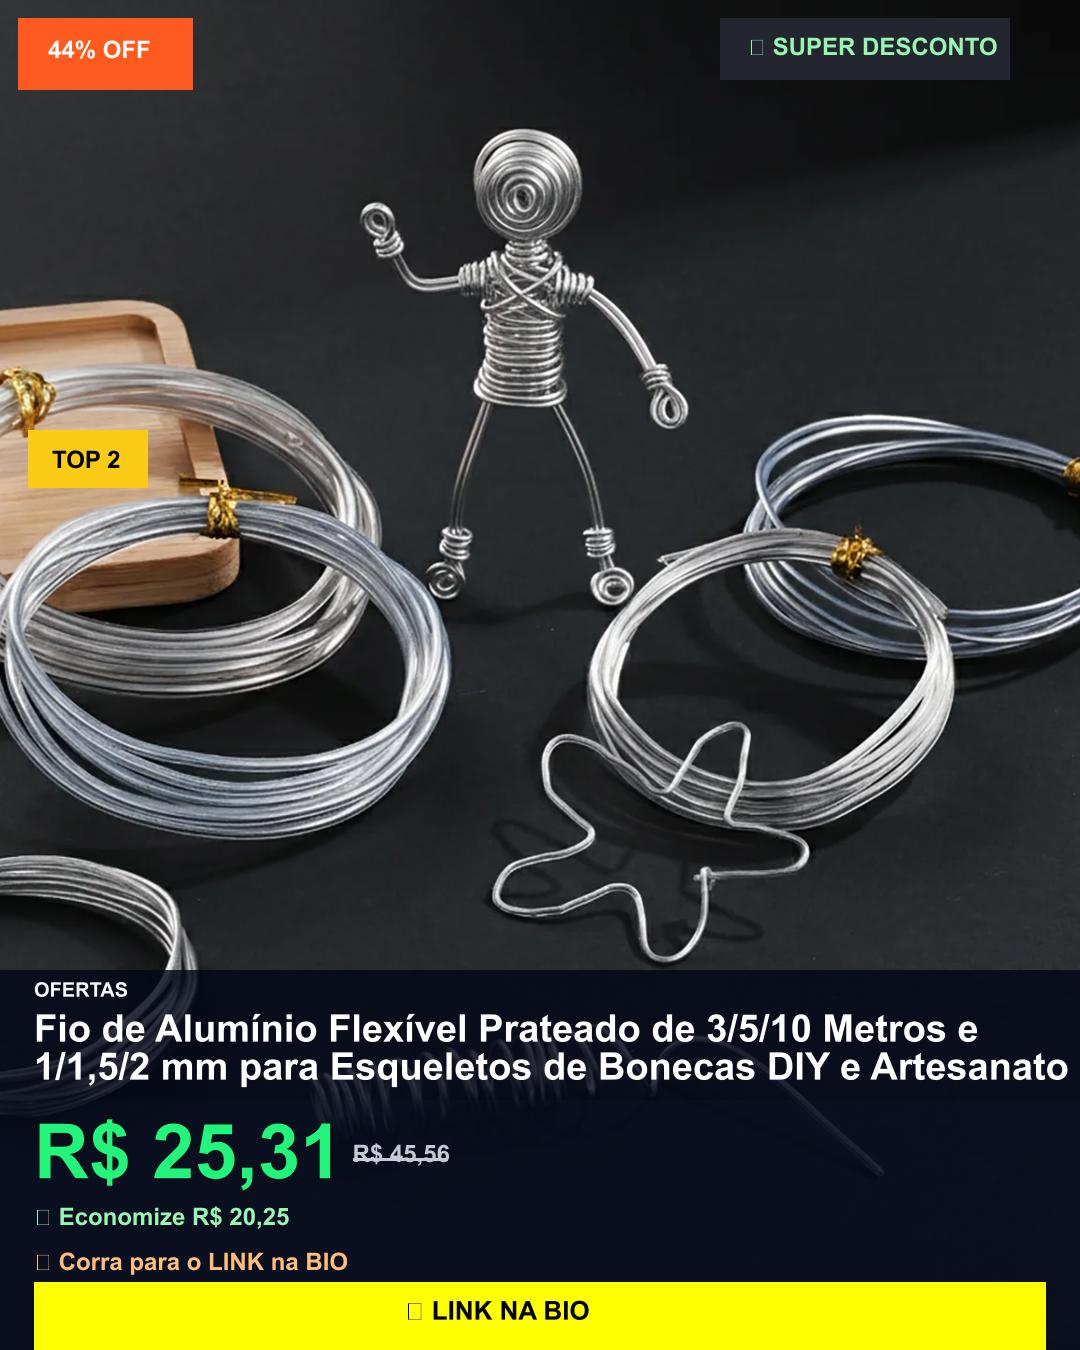 44% OFF
SUPER DESCONTO
TOP 2
OFERTAS
Fio de Alumínio Flexível Prateado de 3/5/10 Metros e
1/1,5/2 mm para Esqueletos de Bonecas DIY e Artesanato
R$ 25,31 R$ 45,56
Economize R$ 20,25
Corra para o LINK na BIO
LINK NA BIO